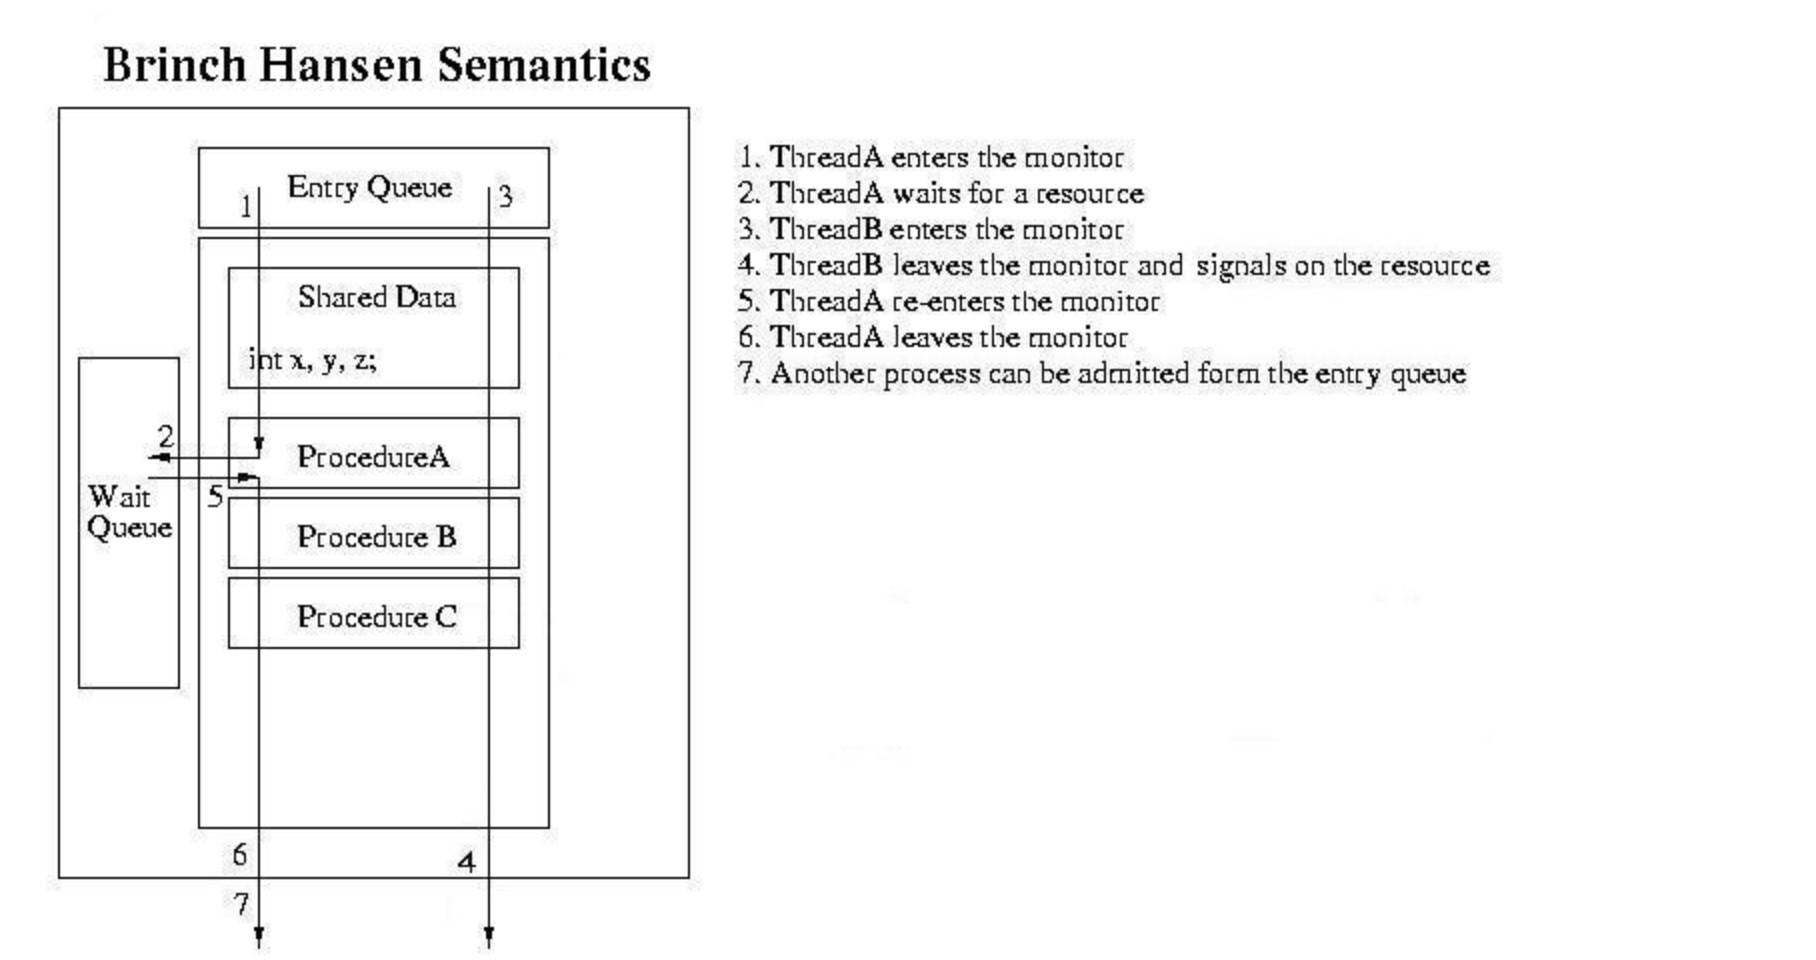 Brinch Hansen Semantics
Entry Queue
1
3
Shared Data
int x, y, z;
2
ProcedureA
5
Wait
Queue
Procedure B
Procedure C
6
4
7
1. ThreadA enters the monitor
2. ThreadA waits for a resource
3. ThreadB enters the monitor
4. ThreadB leaves the monitor and signals on the resource
5. ThreadA re-enters the monitor
6. ThreadA leaves the monitor
7. Another process can be admitted form the entry queue